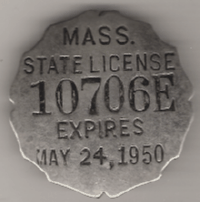 MASS.
STATE LICENSE
10706E
EXPIRES
MAY 24, 1950